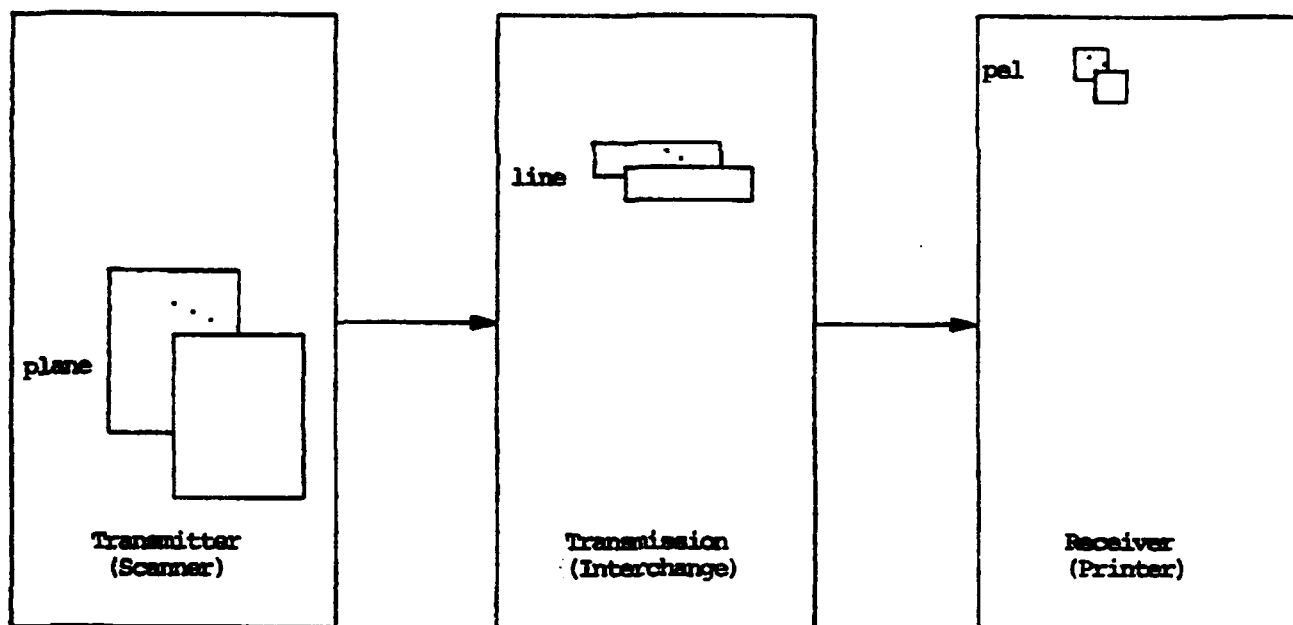 pel
line
plane
Transmitter
(Scanner)
Transmission
(Interchange)
Receiver
(Printer)